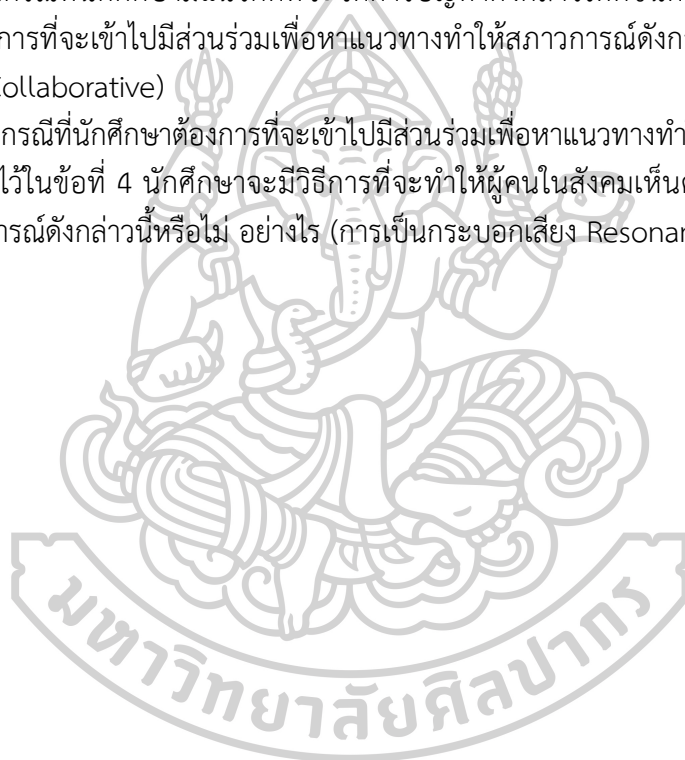 การที่จะเข้าไปมีส่วนร่วมเพื่อหาแนวทางทำให้สภาวการณ์ดังก
Collaborative)
กรณีที่นักศึกษาต้องการที่จะเข้าไปมีส่วนร่วมเพื่อหาแนวทางทำ
ไว้ในข้อที่ 4 นักศึกษาจะมีวิธีการที่จะทำให้ผู้คนในสังคมเห็น
ารณ์ดังกล่าวนี้หรือไม่ อย่างไร (การเป็นกระบอกเสียง Resonan
มหาวิทยาลัยศิลปากร